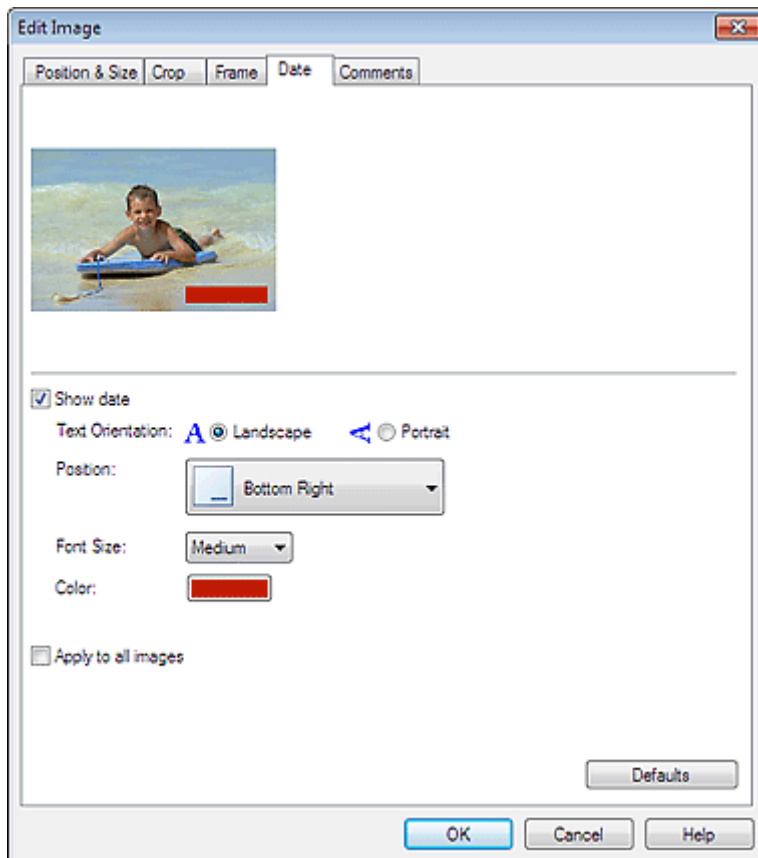 Edit Image
Position & Size Crop Frame Date Comments
Show date
Text Orientation: A Landscape A Portrait
Position: Bottom Right
Font Size: Medium
Color:
Apply to all images
Defaults
OK Cancel Help